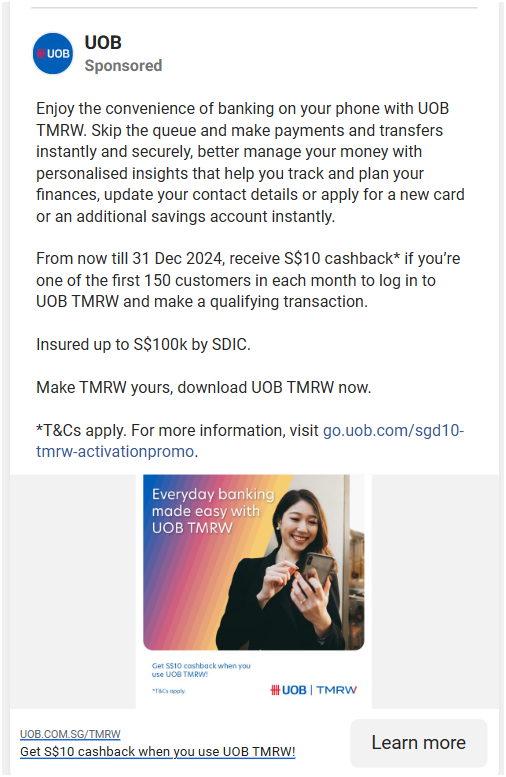 UOB
UOB
Sponsored
Enjoy the convenience of banking on your phone with UOB
TMRW. Skip the queue and make payments and transfers
instantly and securely, better manage your money with
personalised insights that help you track and plan your
finances, update your contact details or apply for a new card
or an additional savings account instantly.
From now till 31 Dec 2024, receive S$10 cashback* if you’re
one of the first 150 customers in each month to log in to
UOB TMRW and make a qualifying transaction.
Insured up to S$100k by SDIC.
Make TMRW yours, download UOB TMRW now.
*T&Cs apply. For more information, visit go.uob.com/sgd10-
tmrw-activationpromo.
Everyday banking
made easy with
UOB TMRW
Get S$10 cashback when you
use UOB TMRW!
*T&Cs apply.
UOB | TMRW
UOB.COM.SG/TMRW
Get S$10 cashback when you use UOB TMRW!
Learn more